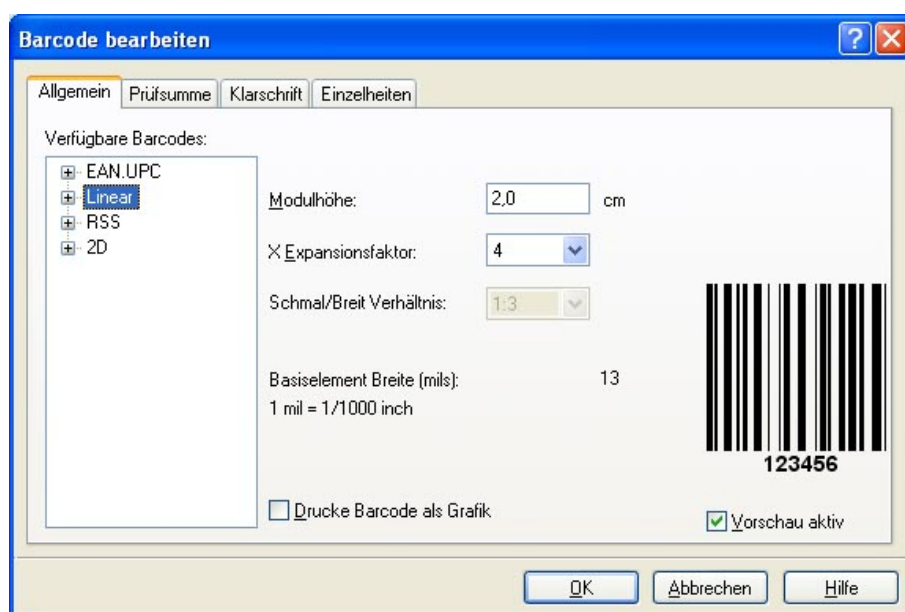 Barcode bearbeiten
Allgemein Prüfsumme Klarschrift Einzelheiten
Verfügbare Barcodes:
EAN.UPC
Linear
RSS
2D
Modulhöhe: 2,0 cm
X Expansionsfaktor: 4
Schmal/Breit Verhältnis: 1:3
Basiselement Breite (mils): 13
1 mil = 1/1000 inch
123456
Drucke Barcode als Grafik
Vorschau aktiv
OK Abbrechen Hilfe